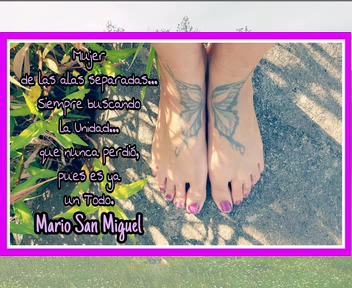 Mujer
de las alas separadas...
Siempre buscando
la Unidad...
que nunca perdió,
pues es ya
un Todo.
Mario San Miguel